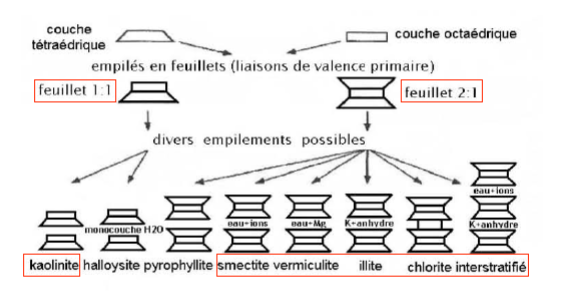 couche
tétraédrique
couche octaédrique
empilés en feuillets (liaisons de valence primaire)
feuillet 1:1
feuillet 2:1
divers empilements possibles
eau+ions
monocouche H2O
eau+ions
eau+Mg
K+anhydre
K+anhydre
kaolinite halloysite pyrophyllite smectite vermiculite illite chlorite interstratifié